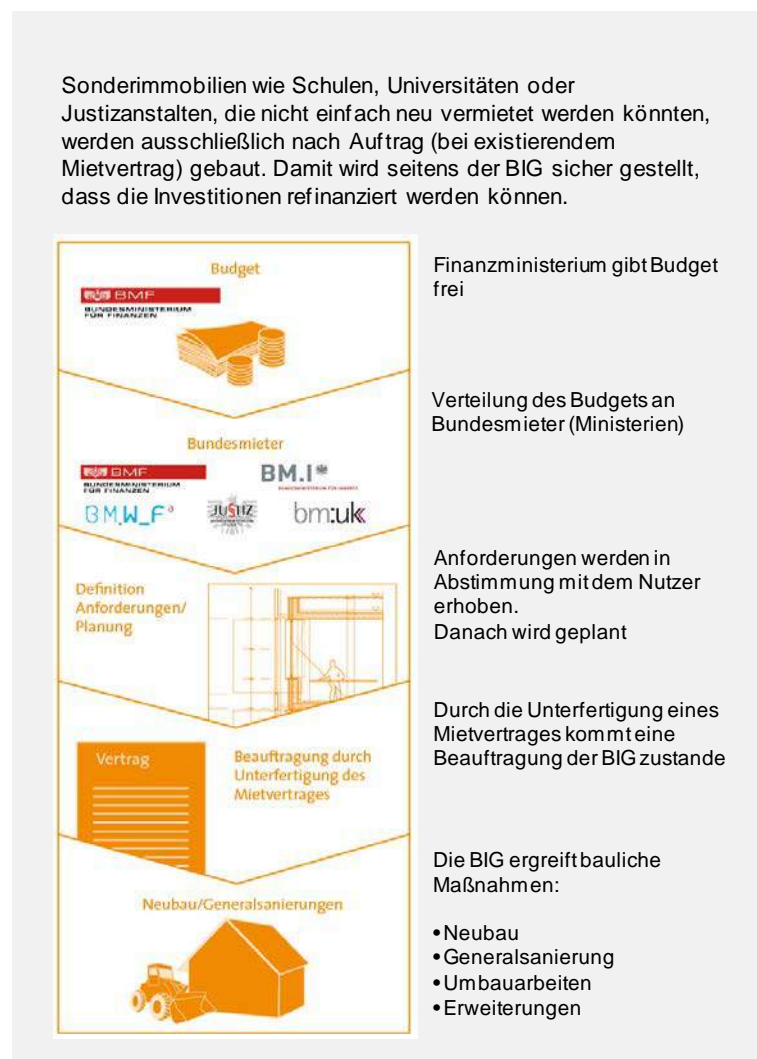 Sonderimmobilien wie Schulen, Universitäten oder
Justizanstalten, die nicht einfach neu vermietet werden könnten,
werden ausschließlich nach Auftrag (bei existierendem
Mietvertrag) gebaut. Damit wird seitens der BIG sicher gestellt,
dass die Investitionen refinanziert werden können.
Budget
BMF
BUNDESMINISTERIUM
FÜR FINANZEN
Finanzministerium gibt Budget
frei
Bundesmieter
BMF
BUNDESMINISTERIUM
FÜR FINANZEN
BM.I
BUNDESMINISTERIUM FÜR INNERES
BM.W_F
JUSTIZ
bm:uk
Verteilung des Budgets an
Bundesmieter (Ministerien)
Definition
Anforderungen/
Planung
Anforderungen werden in
Abstimmung mit dem Nutzer
erhoben.
Danach wird geplant
Vertrag
Beauftragung durch
Unterfertigung des
Mietvertrages
Durch die Unterfertigung eines
Mietvertrages kommt eine
Beauftragung der BIG zustande
Neubau/Generalsanierungen
Die BIG ergreift bauliche
Maßnahmen:
•Neubau
•Generalsanierung
•Umbauarbeiten
•Erweiterungen